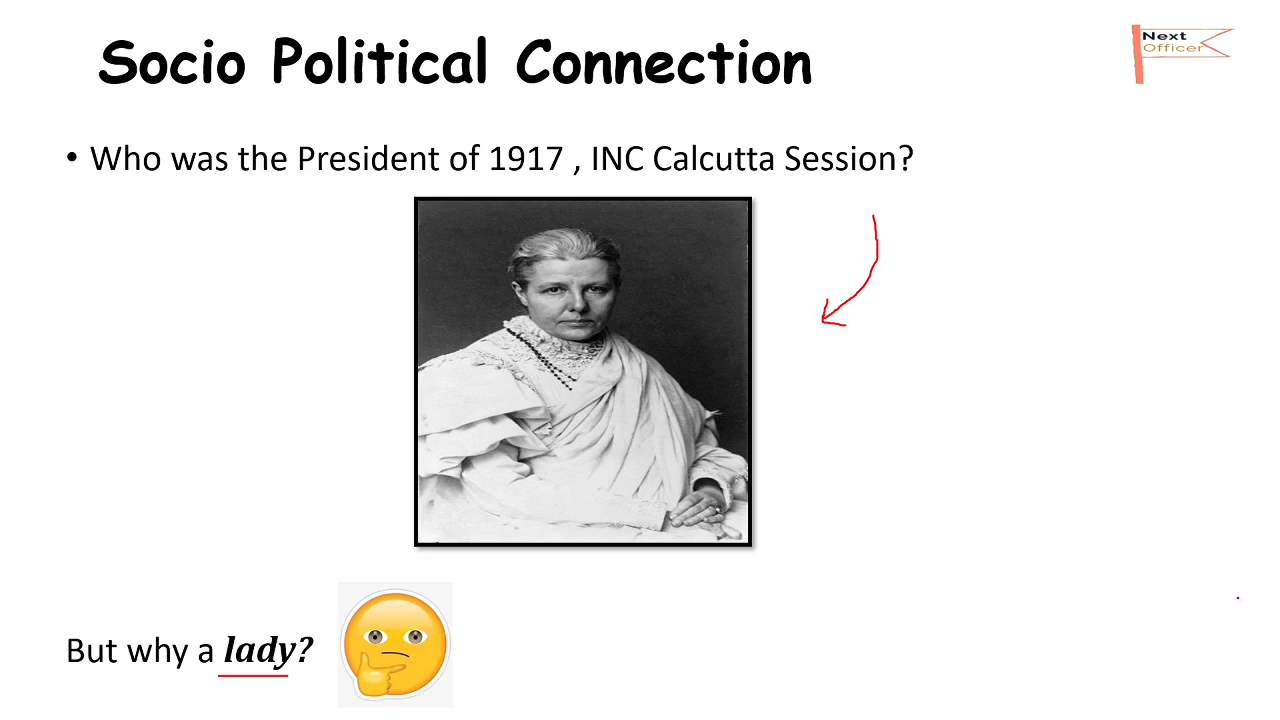 Socio Political Connection
Next
Officer
• Who was the President of 1917 , INC Calcutta Session?
But why a lady?